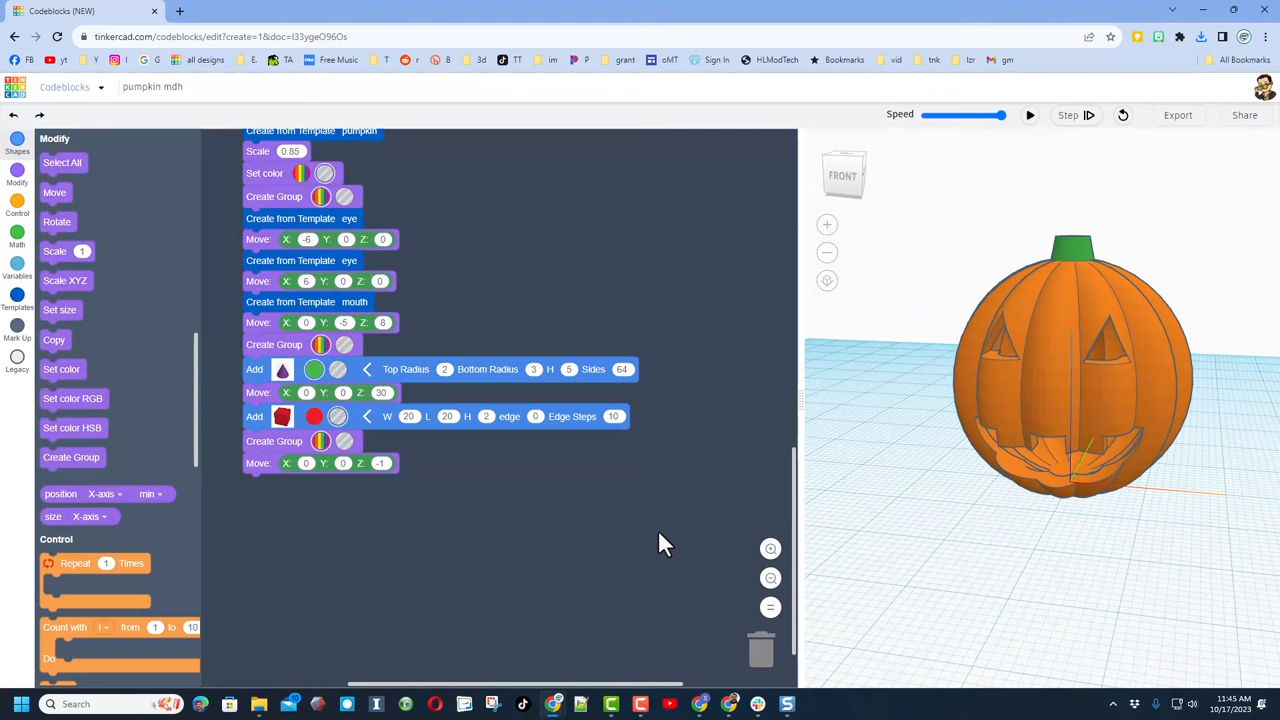 Codeblocks (NEW)
tinkercad.com/codeblocks/edit?create=1&doc=I33ygeO96Os
FB yt Y I G all designs E. TA Free Music T r B 3d TT im P grant oMT Sign In HLModTech Bookmarks vid tnk lzr gm All Bookmarks
TIN
KER
CAD
Codeblocks pumpkin mdh
Speed Step Export Share
Shapes
Modify
Control
Math
Variables
Templates
Mark Up
Legacy
Modify
Select All
Move
Rotate
Scale 1
Scale XYZ
Set size
Copy
Set color
Set color RGB
Set color HSB
Create Group
position X-axis min
size X-axis
Control
Repeat 1 Times
Count with i from 1 to 10
Do
Create from Template pumpkin
Scale 0.85
Set color
Create Group
Create from Template eye
Move: X: -6 Y: 0 Z: 0
Create from Template eye
Move: X: 6 Y: 0 Z: 0
Create from Template mouth
Move: X: 0 Y: -5 Z: 8
Create Group
Add Top Radius 2 Bottom Radius 3 H 5 Sides 64
Move: X: 0 Y: 0 Z: 30
Add W 20 L 20 H 2 edge 0 Edge Steps 10
Create Group
Move: X: 0 Y: 0 Z: -1
FRONT
Search
11:45 AM
10/17/2023